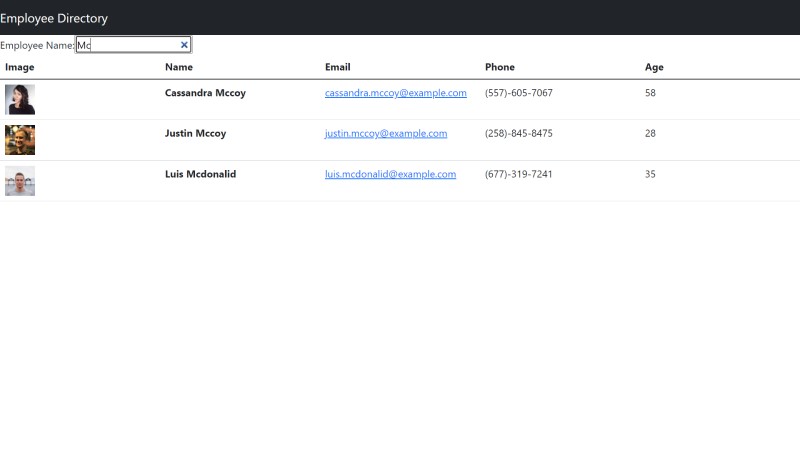 Employee Directory
Employee Name: Mc
Image Name Email Phone Age
Cassandra Mccoy cassandra.mccoy@example.com (557)-605-7067 58
Justin Mccoy justin.mccoy@example.com (258)-845-8475 28
Luis Mcdonalid luis.mcdonalid@example.com (677)-319-7241 35